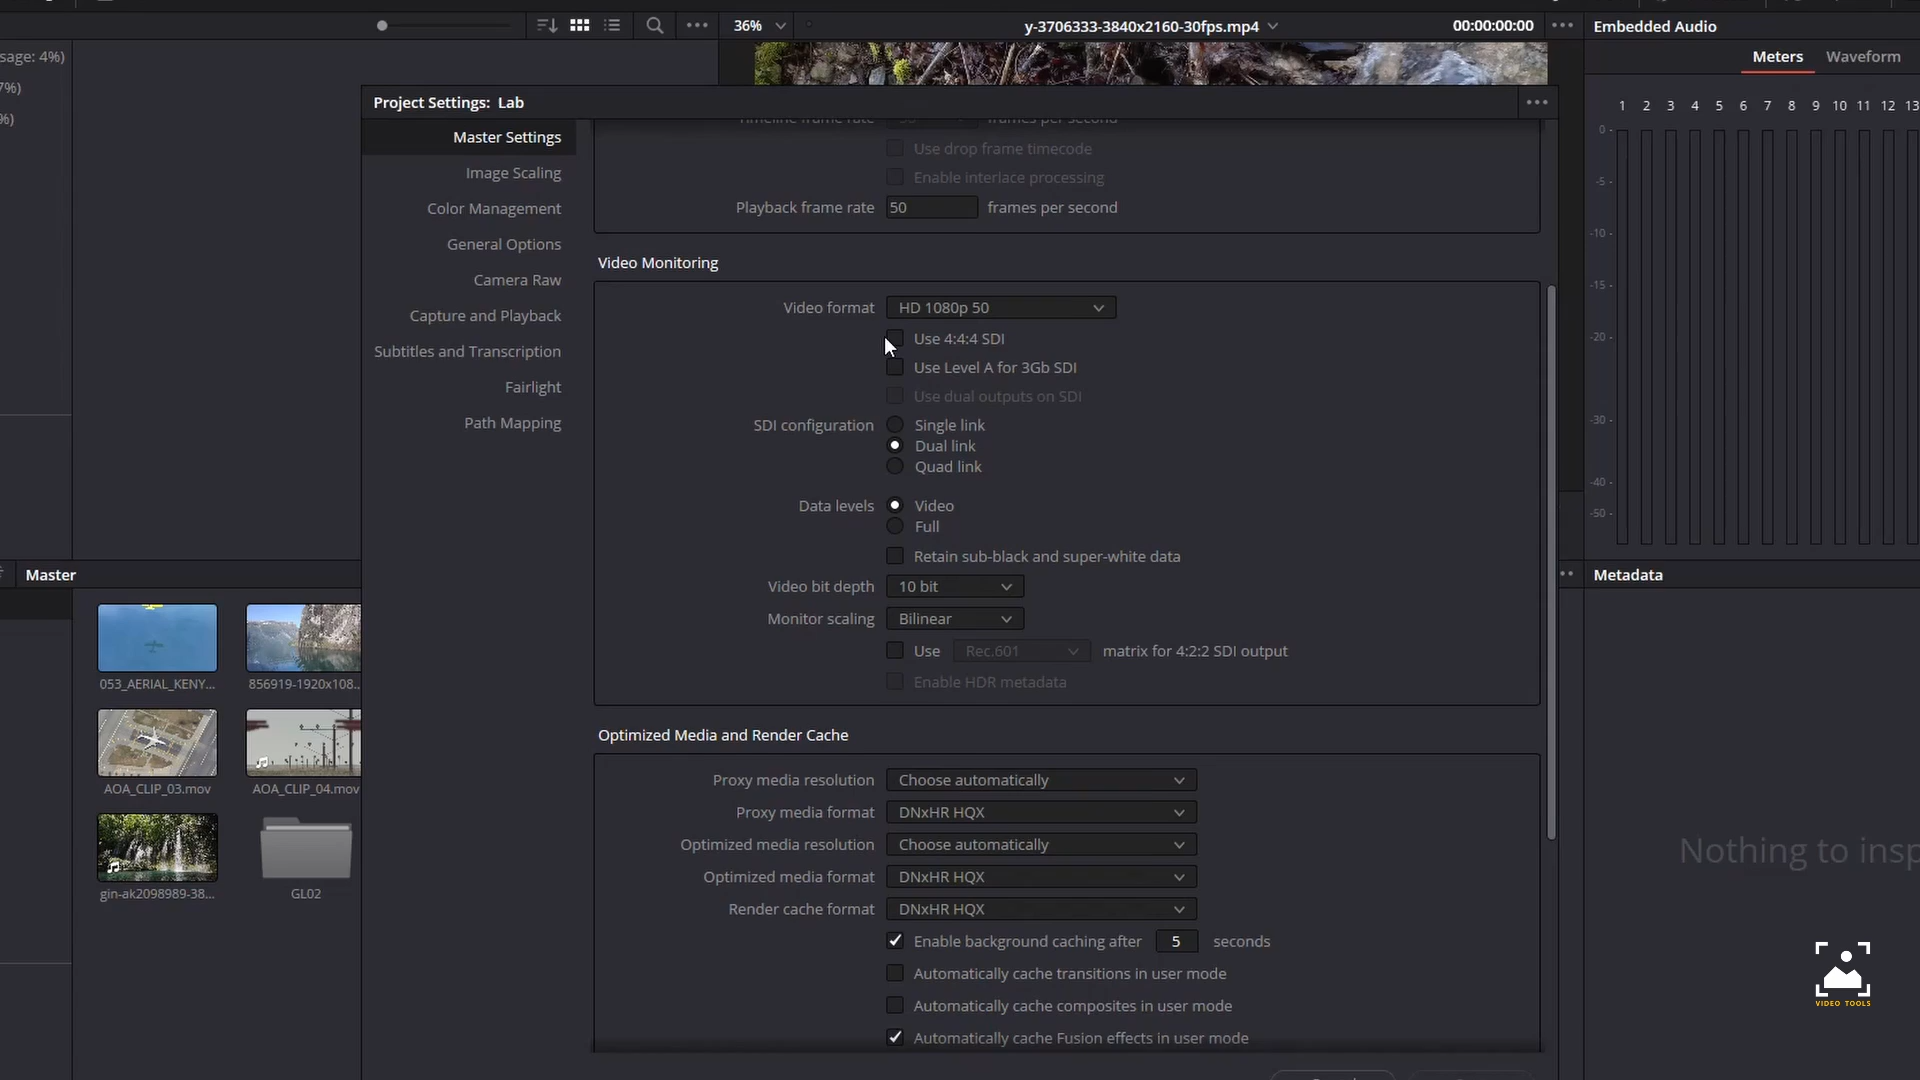 36%
y-3706333-3840x2160-30fps.mp4
00:00:00:00
Embedded Audio
sage: 4%)
Meters
Waveform
7%)
%)
Project Settings: Lab
1 2 3 4 5 6 7 8 9 10 11 12 13
0
-5
-10
-15
-20
-30
-40
-50
Master Settings
Image Scaling
Color Management
General Options
Camera Raw
Capture and Playback
Subtitles and Transcription
Fairlight
Path Mapping
Timeline frame rate frames per second
Use drop frame timecode
Enable interlace processing
Playback frame rate 50 frames per second
Video Monitoring
Video format HD 1080p 50
Use 4:4:4 SDI
Use Level A for 3Gb SDI
Use dual outputs on SDI
SDI configuration Single link
Dual link
Quad link
Data levels Video
Full
Retain sub-black and super-white data
Video bit depth 10 bit
Monitor scaling Bilinear
Use Rec.601 matrix for 4:2:2 SDI output
Enable HDR metadata
Optimized Media and Render Cache
Proxy media resolution Choose automatically
Proxy media format DNxHR HQX
Optimized media resolution Choose automatically
Optimized media format DNxHR HQX
Render cache format DNxHR HQX
Enable background caching after 5 seconds
Automatically cache transitions in user mode
Automatically cache composites in user mode
Automatically cache Fusion effects in user mode
Master
053_AERIAL_KENY...
856919-1920x108..
AOA_CLIP_03.mov
AOA_CLIP_04.mov
gin-ak2098989-38...
GL02
Metadata
Nothing to insp
VIDEO TOOLS